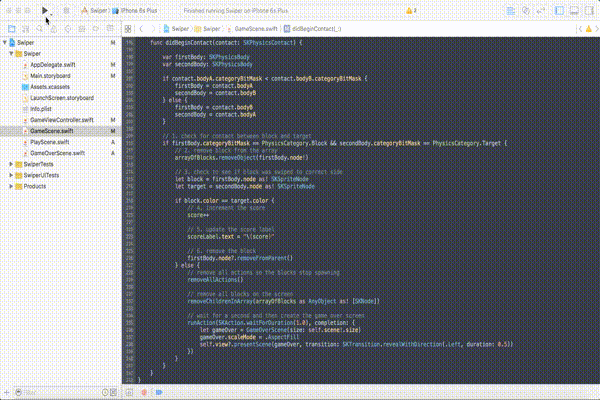 Swiper iPhone 6s Plus
Finished running Swiper on iPhone 6s Plus
Swiper Swiper GameScene.swift didBeginContact(_:)
Swiper M
Swiper
AppDelegate.swift M
Main.storyboard M
Assets.xcassets
LaunchScreen.storyboard
Info.plist
GameViewController.swift M
GameScene.swift M
PlayScene.swift A
GameOverScene.swift A
SwiperTests
SwiperUITests
Products
func didBeginContact(contact: SKPhysicsContact) {
var firstBody: SKPhysicsBody
var secondBody: SKPhysicsBody
if contact.bodyA.categoryBitMask < contact.bodyB.categoryBitMask {
firstBody = contact.bodyA
secondBody = contact.bodyB
} else {
firstBody = contact.bodyB
secondBody = contact.bodyA
}
// 1. check for contact between block and target
if firstBody.categoryBitMask == PhysicsCategory.Block && secondBody.categoryBitMask == PhysicsCategory.Target {
// 2. remove block from the array
arrayOfBlocks.removeObject(firstBody.node!)
// 3. check to see if block was swiped to correct side
let block = firstBody.node as! SKSpriteNode
let target = secondBody.node as! SKSpriteNode
if block.color == target.color {
// 4. increment the score
score++
// 5. update the score label
scoreLabel.text = "\(score)"
// 6. remove the block
firstBody.node?.removeFromParent()
} else {
// remove all actions so the blocks stop spawning
removeAllActions()
// remove all blocks on the screen
removeChildrenInArray(arrayOfBlocks as AnyObject as! [SKNode])
// wait for a second and then create the game over screen
runAction(SKAction.waitForDuration(1.0), completion: {
let gameOver = GameOverScene(size: self.scene!.size)
gameOver.scaleMode = .AspectFill
self.view?.presentScene(gameOver, transition: SKTransition.revealWithDirection(.Left, duration: 0.5))
})
}
}
}
}